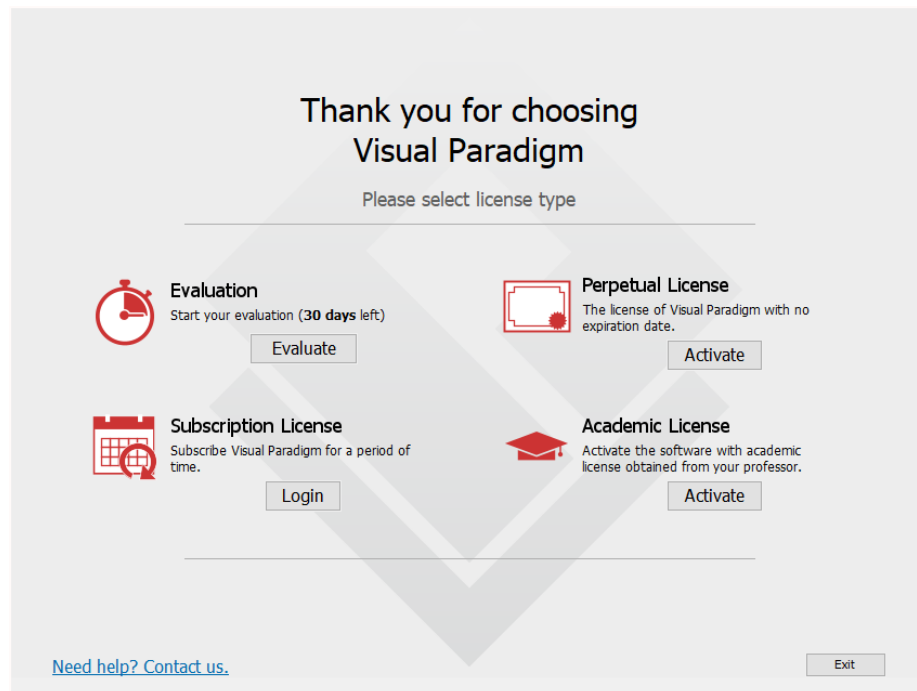 Thank you for choosing
Visual Paradigm
Please select license type
Evaluation
Start your evaluation (30 days left)
Evaluate
Perpetual License
The license of Visual Paradigm with no
expiration date.
Activate
Subscription License
Subscribe Visual Paradigm for a period of
time.
Login
Academic License
Activate the software with academic
license obtained from your professor.
Activate
Need help? Contact us.
Exit